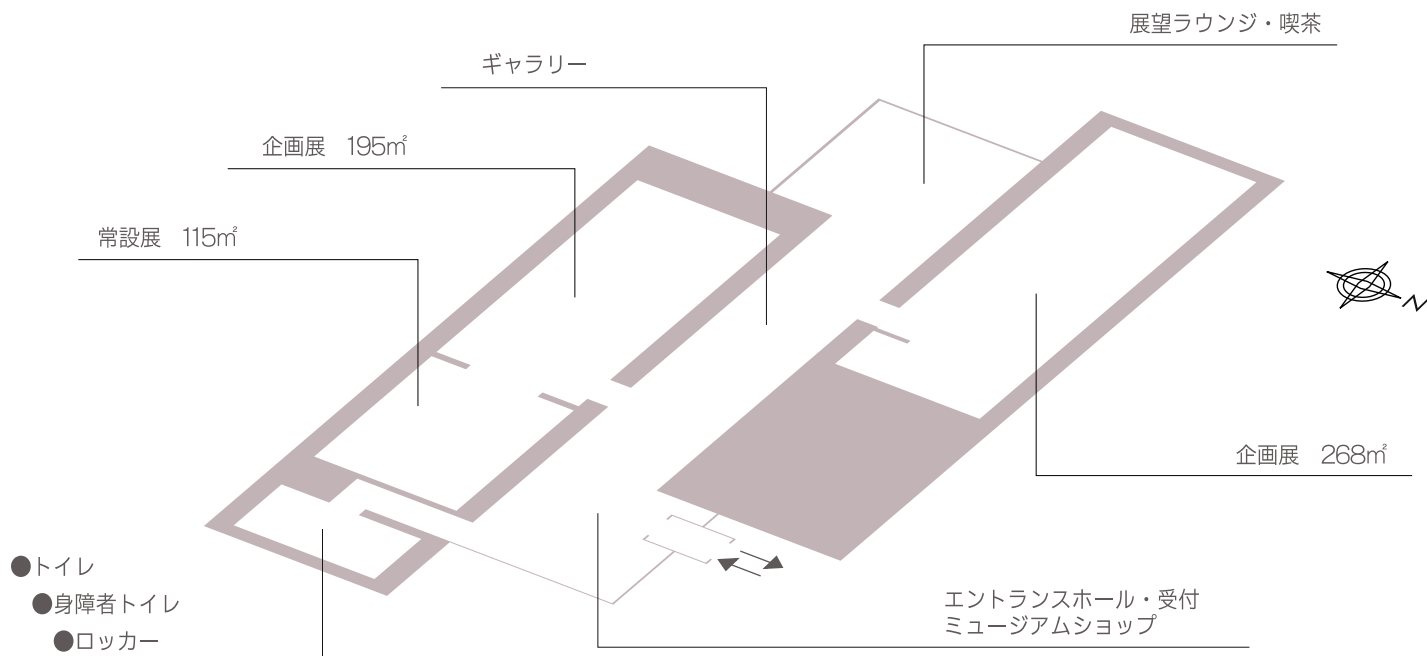 展望ラウンジ・喫茶
ギャラリー
企画展 195㎡
常設展 115㎡
N
企画展 268㎡
●トイレ
●身障者トイレ
●ロッカー
エントランスホール・受付
ミュージアムショップ